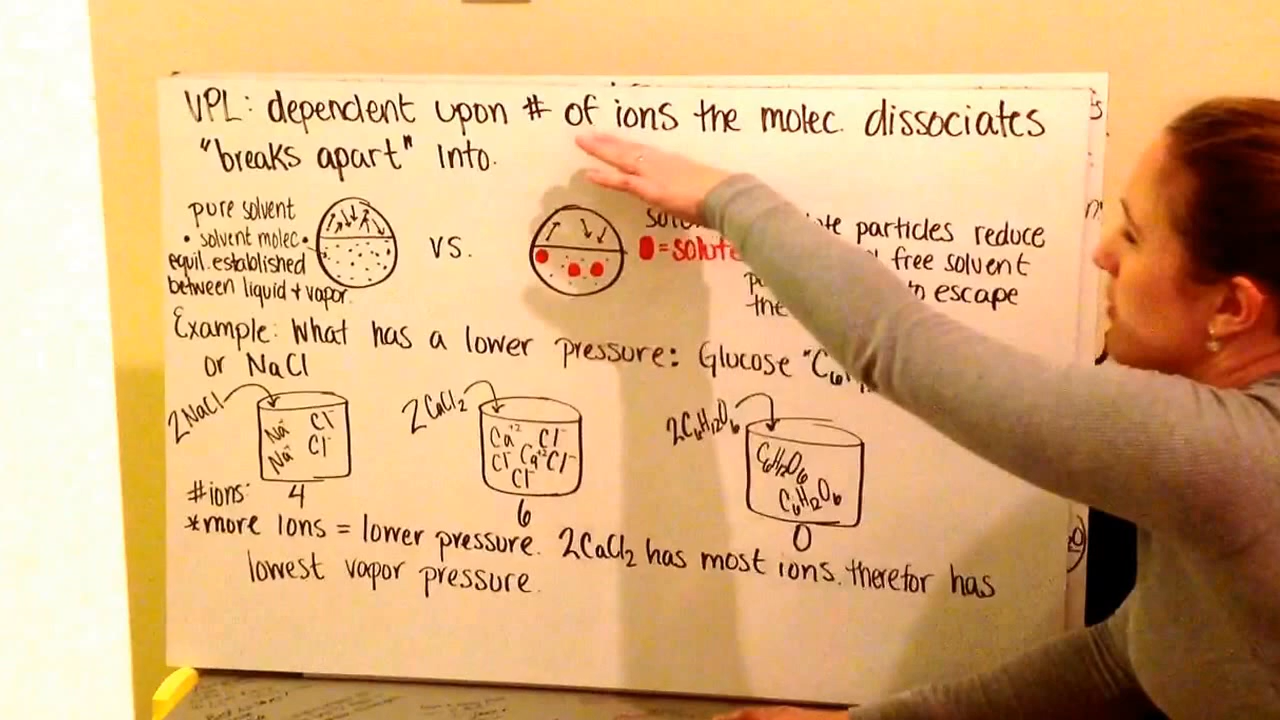 VPL: dependent upon # of ions the molec. dissociates
"breaks apart" into.
pure solvent
• solvent molec.
equil. established
between liquid + vapor.
VS.
= solute
particles reduce
free solvent
escape
the
Example: What has a lower pressure: Glucose "C6
or NaCl
2NaCl
Na+ Cl-
Na+ Cl-
2CaCl2
Ca+2 Cl-
Cl- Ca+2 Cl-
Cl-
2C6H12O6
C6H12O6
C6H12O6
#ions: 4
6
0
*more ions = lower pressure. 2CaCl2 has most ions. therefor has
lowest vapor pressure.